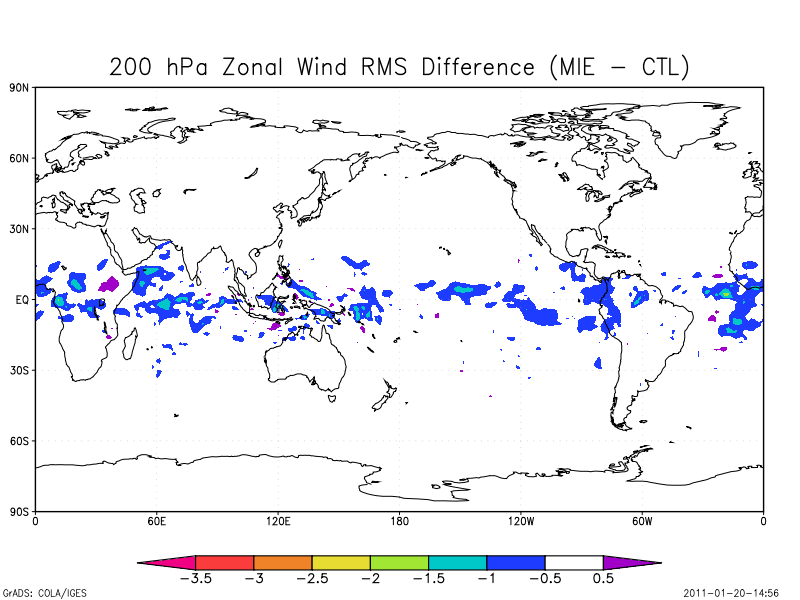 200 hPa Zonal Wind RMS Difference (MIE − CTL)
90N
60N
30N
EQ
30S
60S
90S
0 60E 120E 180 120W 60W 0
−3.5 −3 −2.5 −2 −1.5 −1 −0.5 0.5
GrADS: COLA/IGES 2011-01-20-14:56